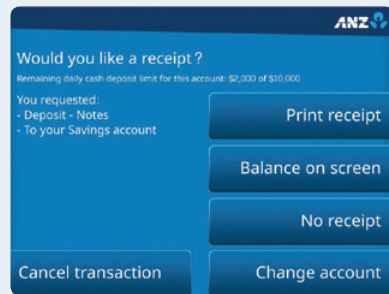 ANZ
Would you like a receipt?
Remaining daily cash deposit limit for this account: $2,000 of $10,000
You requested:
- Deposit - Notes
- To your Savings account
Print receipt
Balance on screen
No receipt
Cancel transaction
Change account